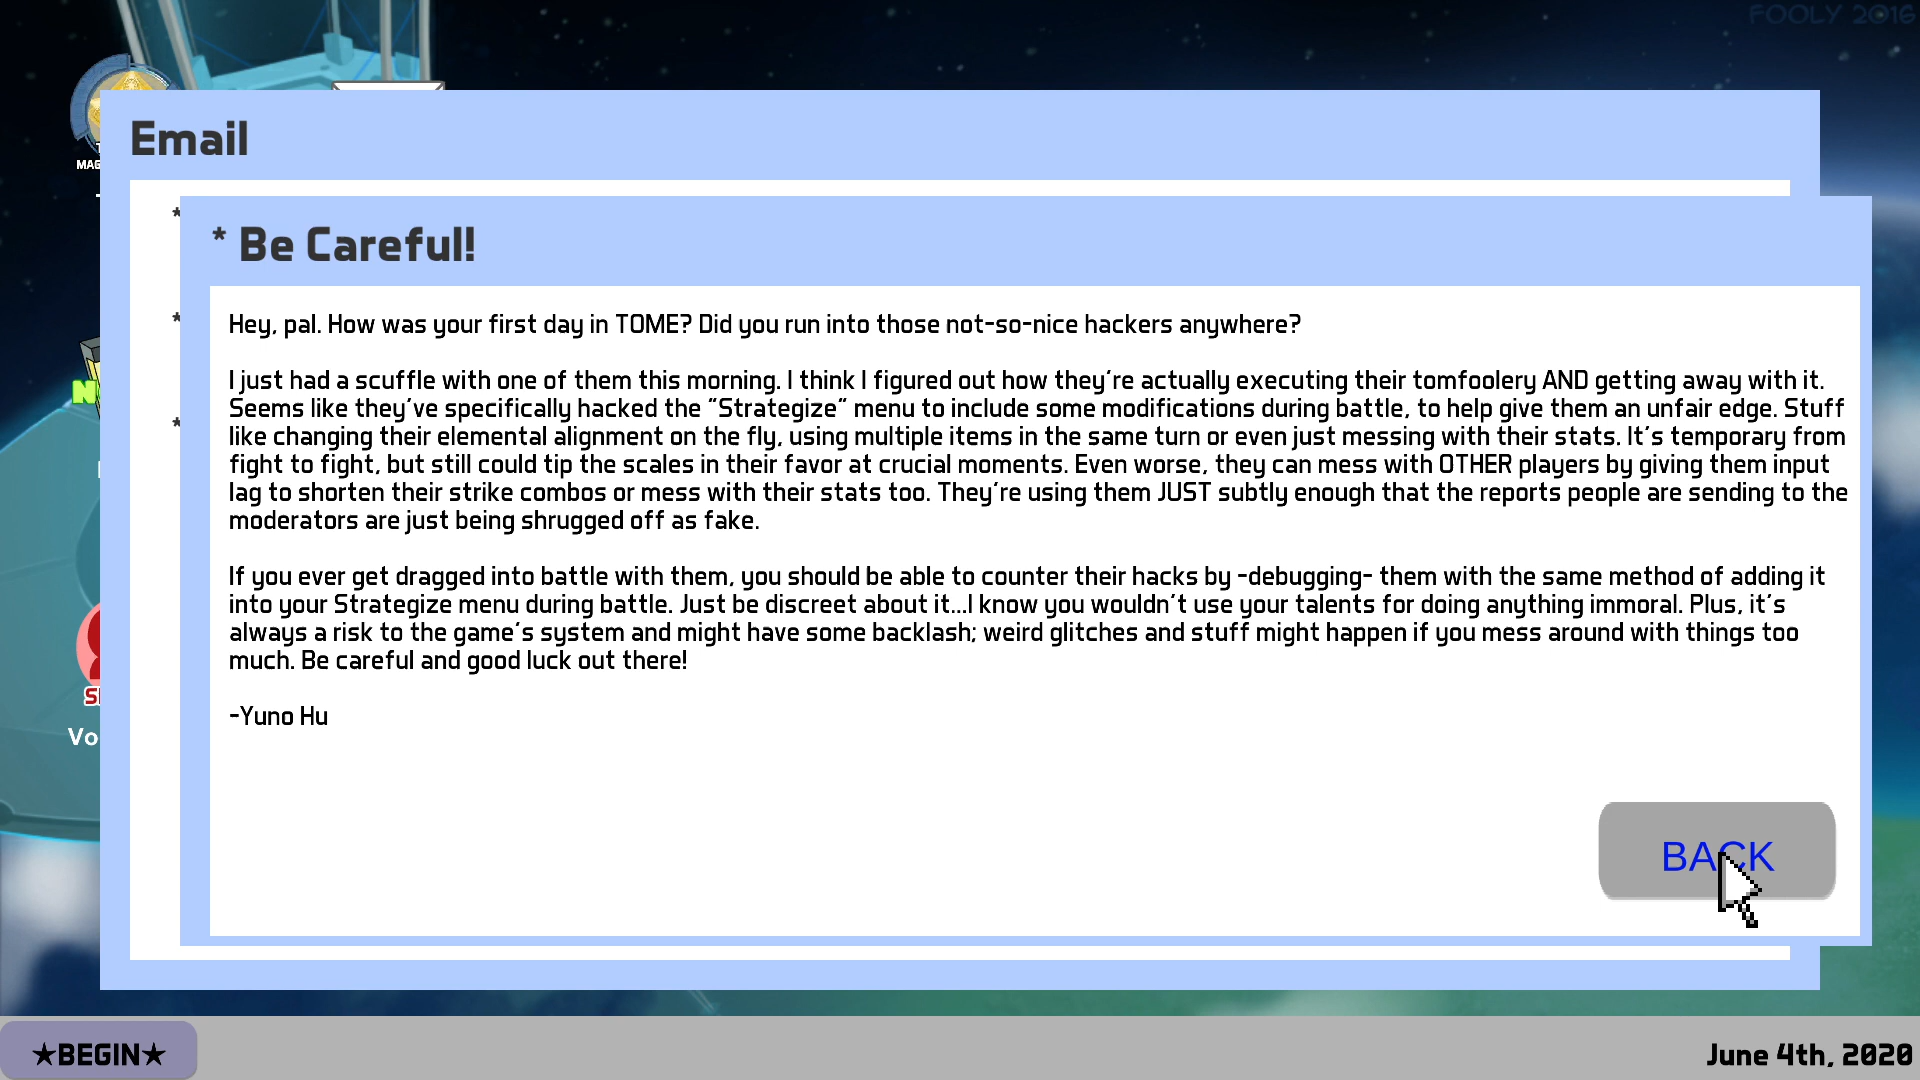 FOOLY 2016
MAG
Email
*
* Be Careful!
Hey, pal. How was your first day in TOME? Did you run into those not-so-nice hackers anywhere?
I just had a scuffle with one of them this morning. I think I figured out how they're actually executing their tomfoolery AND getting away with it.
Seems like they've specifically hacked the "Strategize" menu to include some modifications during battle, to help give them an unfair edge. Stuff
like changing their elemental alignment on the fly, using multiple items in the same turn or even just messing with their stats. It's temporary from
fight to fight, but still could tip the scales in their favor at crucial moments. Even worse, they can mess with OTHER players by giving them input
lag to shorten their strike combos or mess with their stats too. They're using them JUST subtly enough that the reports people are sending to the
moderators are just being shrugged off as fake.
If you ever get dragged into battle with them, you should be able to counter their hacks by -debugging- them with the same method of adding it
into your Strategize menu during battle. Just be discreet about it...I know you wouldn't use your talents for doing anything immoral. Plus, it's
always a risk to the game's system and might have some backlash; weird glitches and stuff might happen if you mess around with things too
much. Be careful and good luck out there!
-Yuno Hu
*
*
N
S
Vo
BACK
★BEGIN★
June 4th, 2020